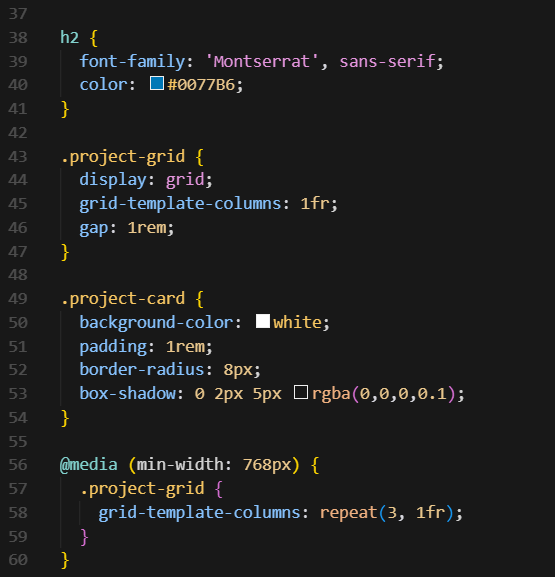 37
38 h2 {
39   font-family: 'Montserrat', sans-serif;
40   color: #0077B6;
41 }
42
43 .project-grid {
44   display: grid;
45   grid-template-columns: 1fr;
46   gap: 1rem;
47 }
48
49 .project-card {
50   background-color: white;
51   padding: 1rem;
52   border-radius: 8px;
53   box-shadow: 0 2px 5px rgba(0,0,0,0.1);
54 }
55
56 @media (min-width: 768px) {
57   .project-grid {
58     grid-template-columns: repeat(3, 1fr);
59   }
60 }